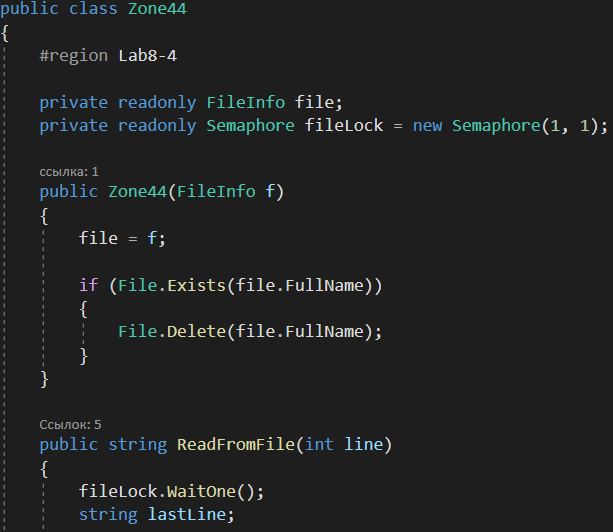 public class Zone44
{
#region Lab8-4
private readonly FileInfo file;
private readonly Semaphore fileLock = new Semaphore(1, 1);
ссылка: 1
public Zone44(FileInfo f)
{
file = f;
if (File.Exists(file.FullName))
{
File.Delete(file.FullName);
}
}
Ссылок: 5
public string ReadFromFile(int line)
{
fileLock.WaitOne();
string lastLine;